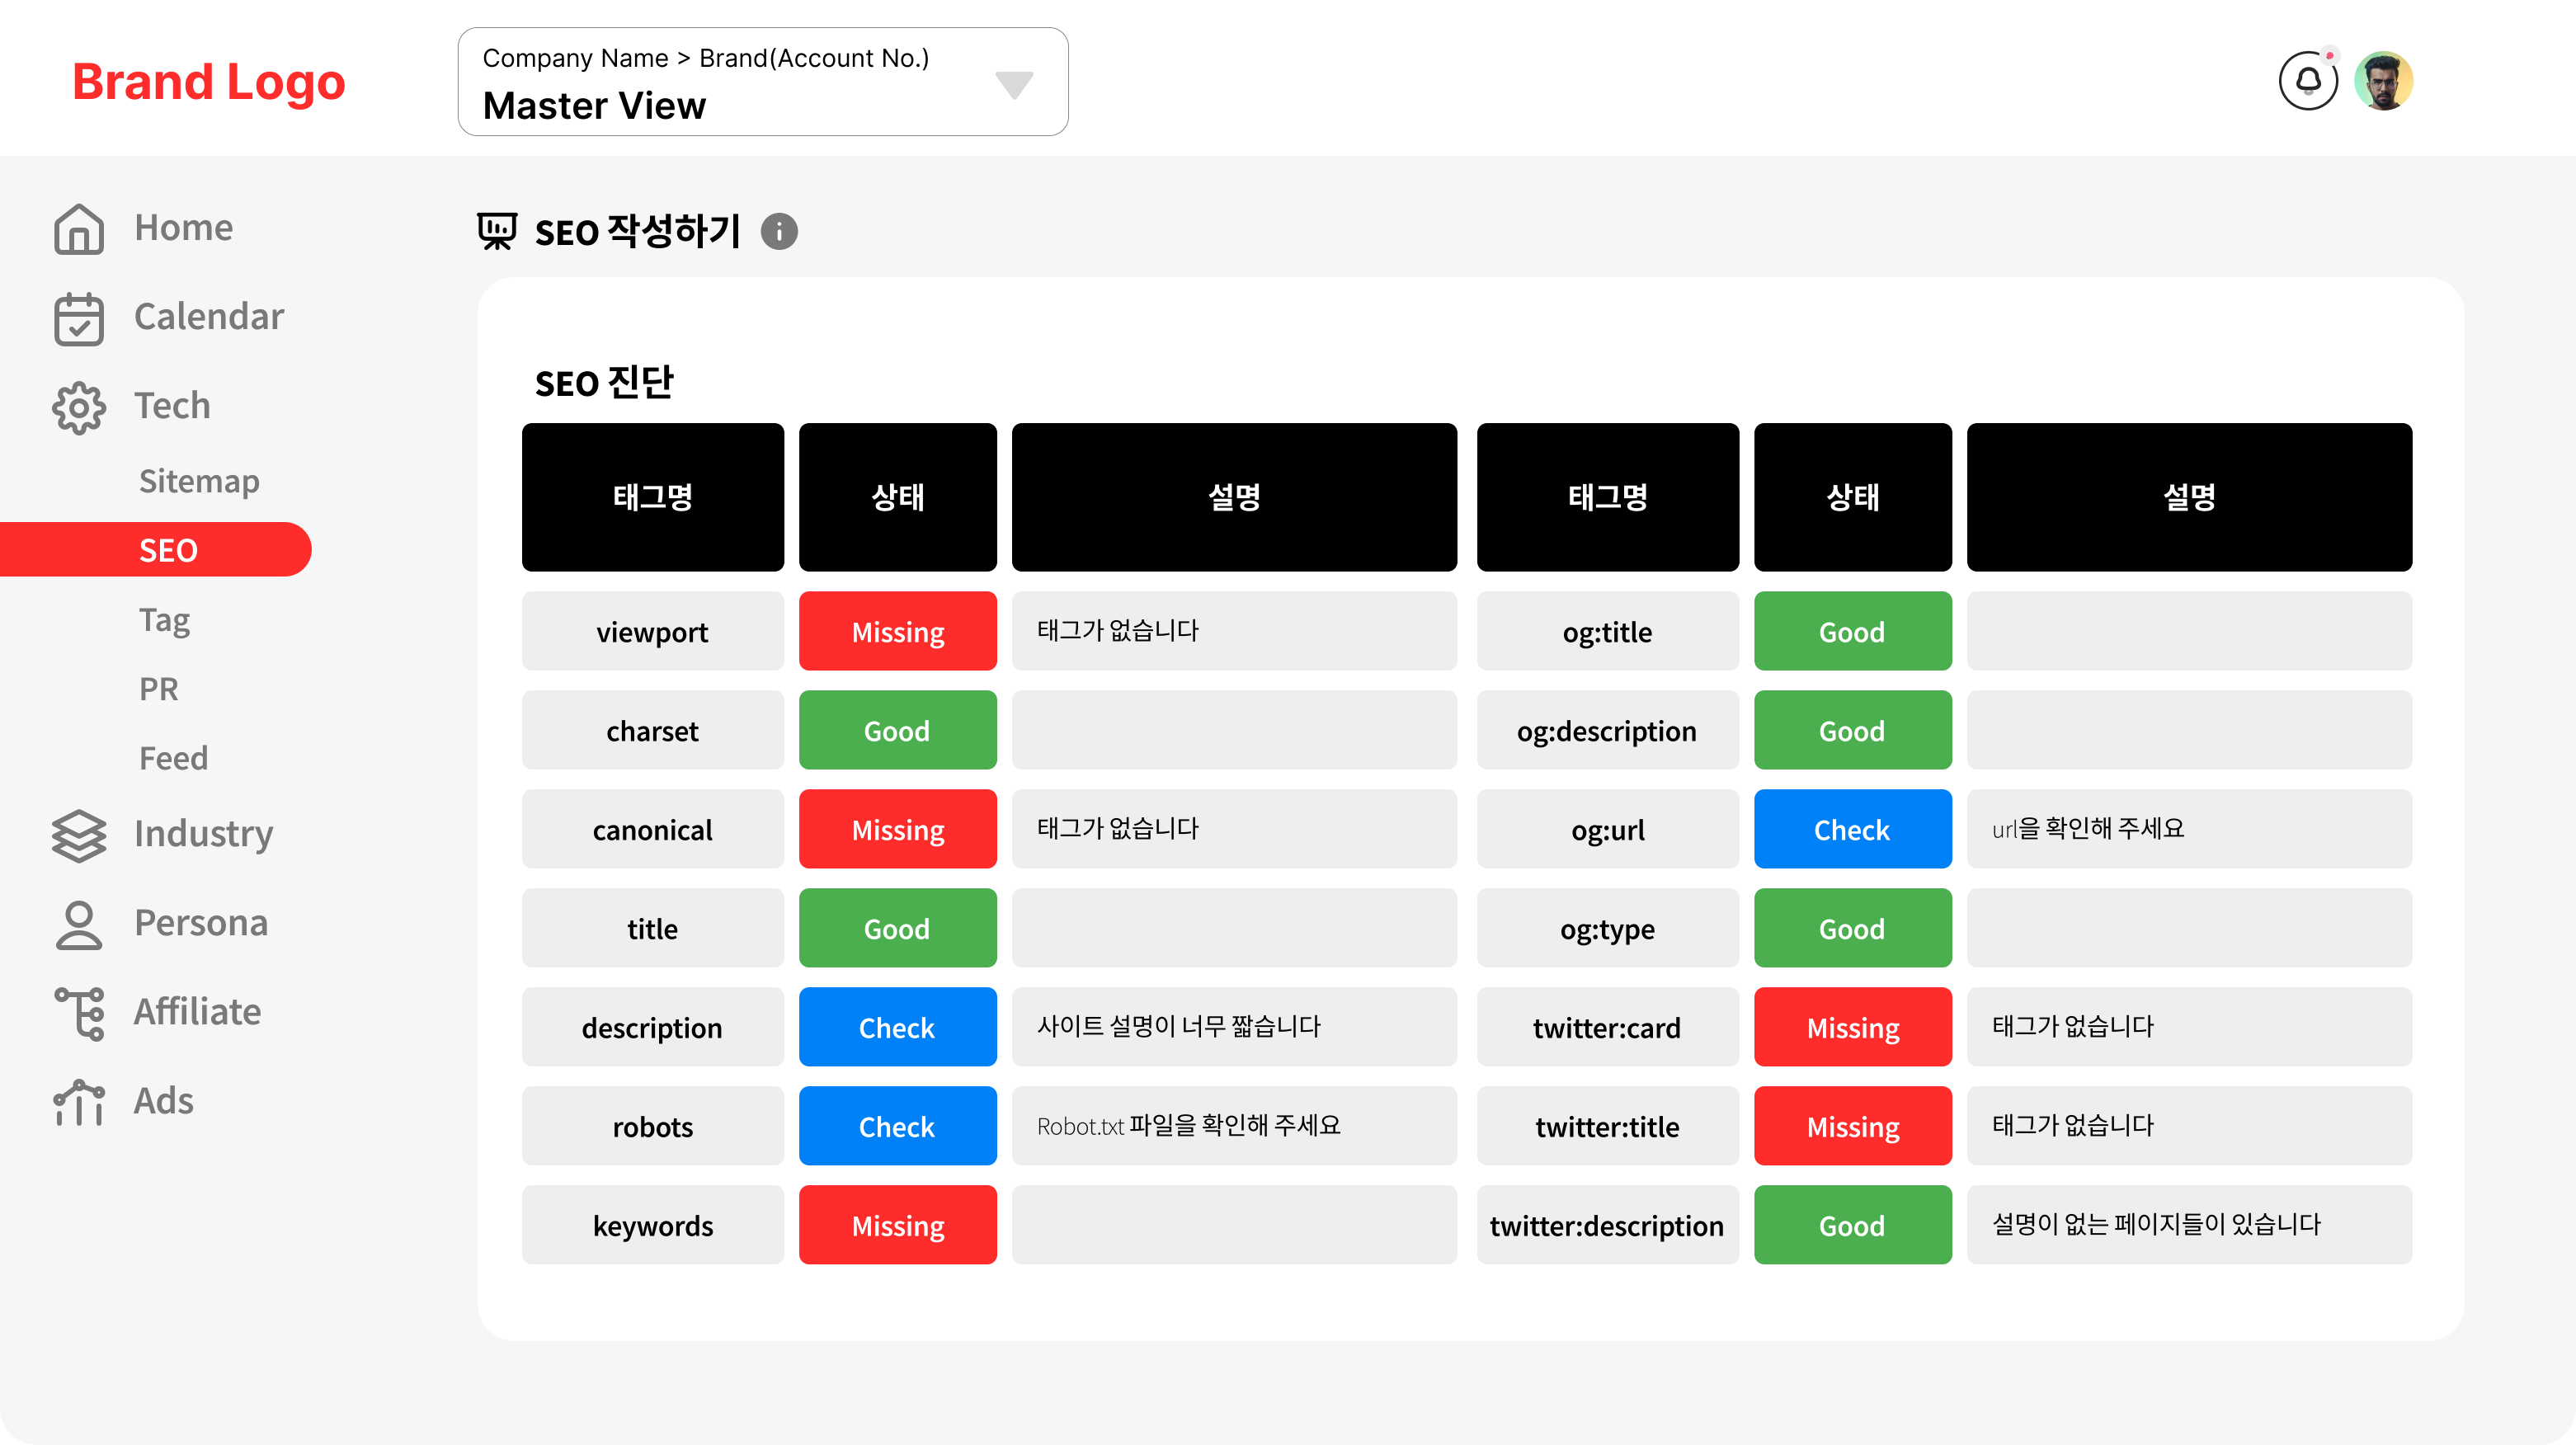 Brand Logo
Company Name > Brand(Account No.)
Master View
Home
Calendar
Tech
Sitemap
SEO
Tag
PR
Feed
Industry
Persona
Affiliate
Ads
SEO 작성하기
SEO 진단
태그명 상태 설명 태그명 상태 설명
viewport Missing 태그가 없습니다 og:title Good
charset Good og:description Good
canonical Missing 태그가 없습니다 og:url Check url을 확인해 주세요
title Good og:type Good
description Check 사이트 설명이 너무 짧습니다 twitter:card Missing 태그가 없습니다
robots Check Robot.txt 파일을 확인해 주세요 twitter:title Missing 태그가 없습니다
keywords Missing twitter:description Good 설명이 없는 페이지들이 있습니다